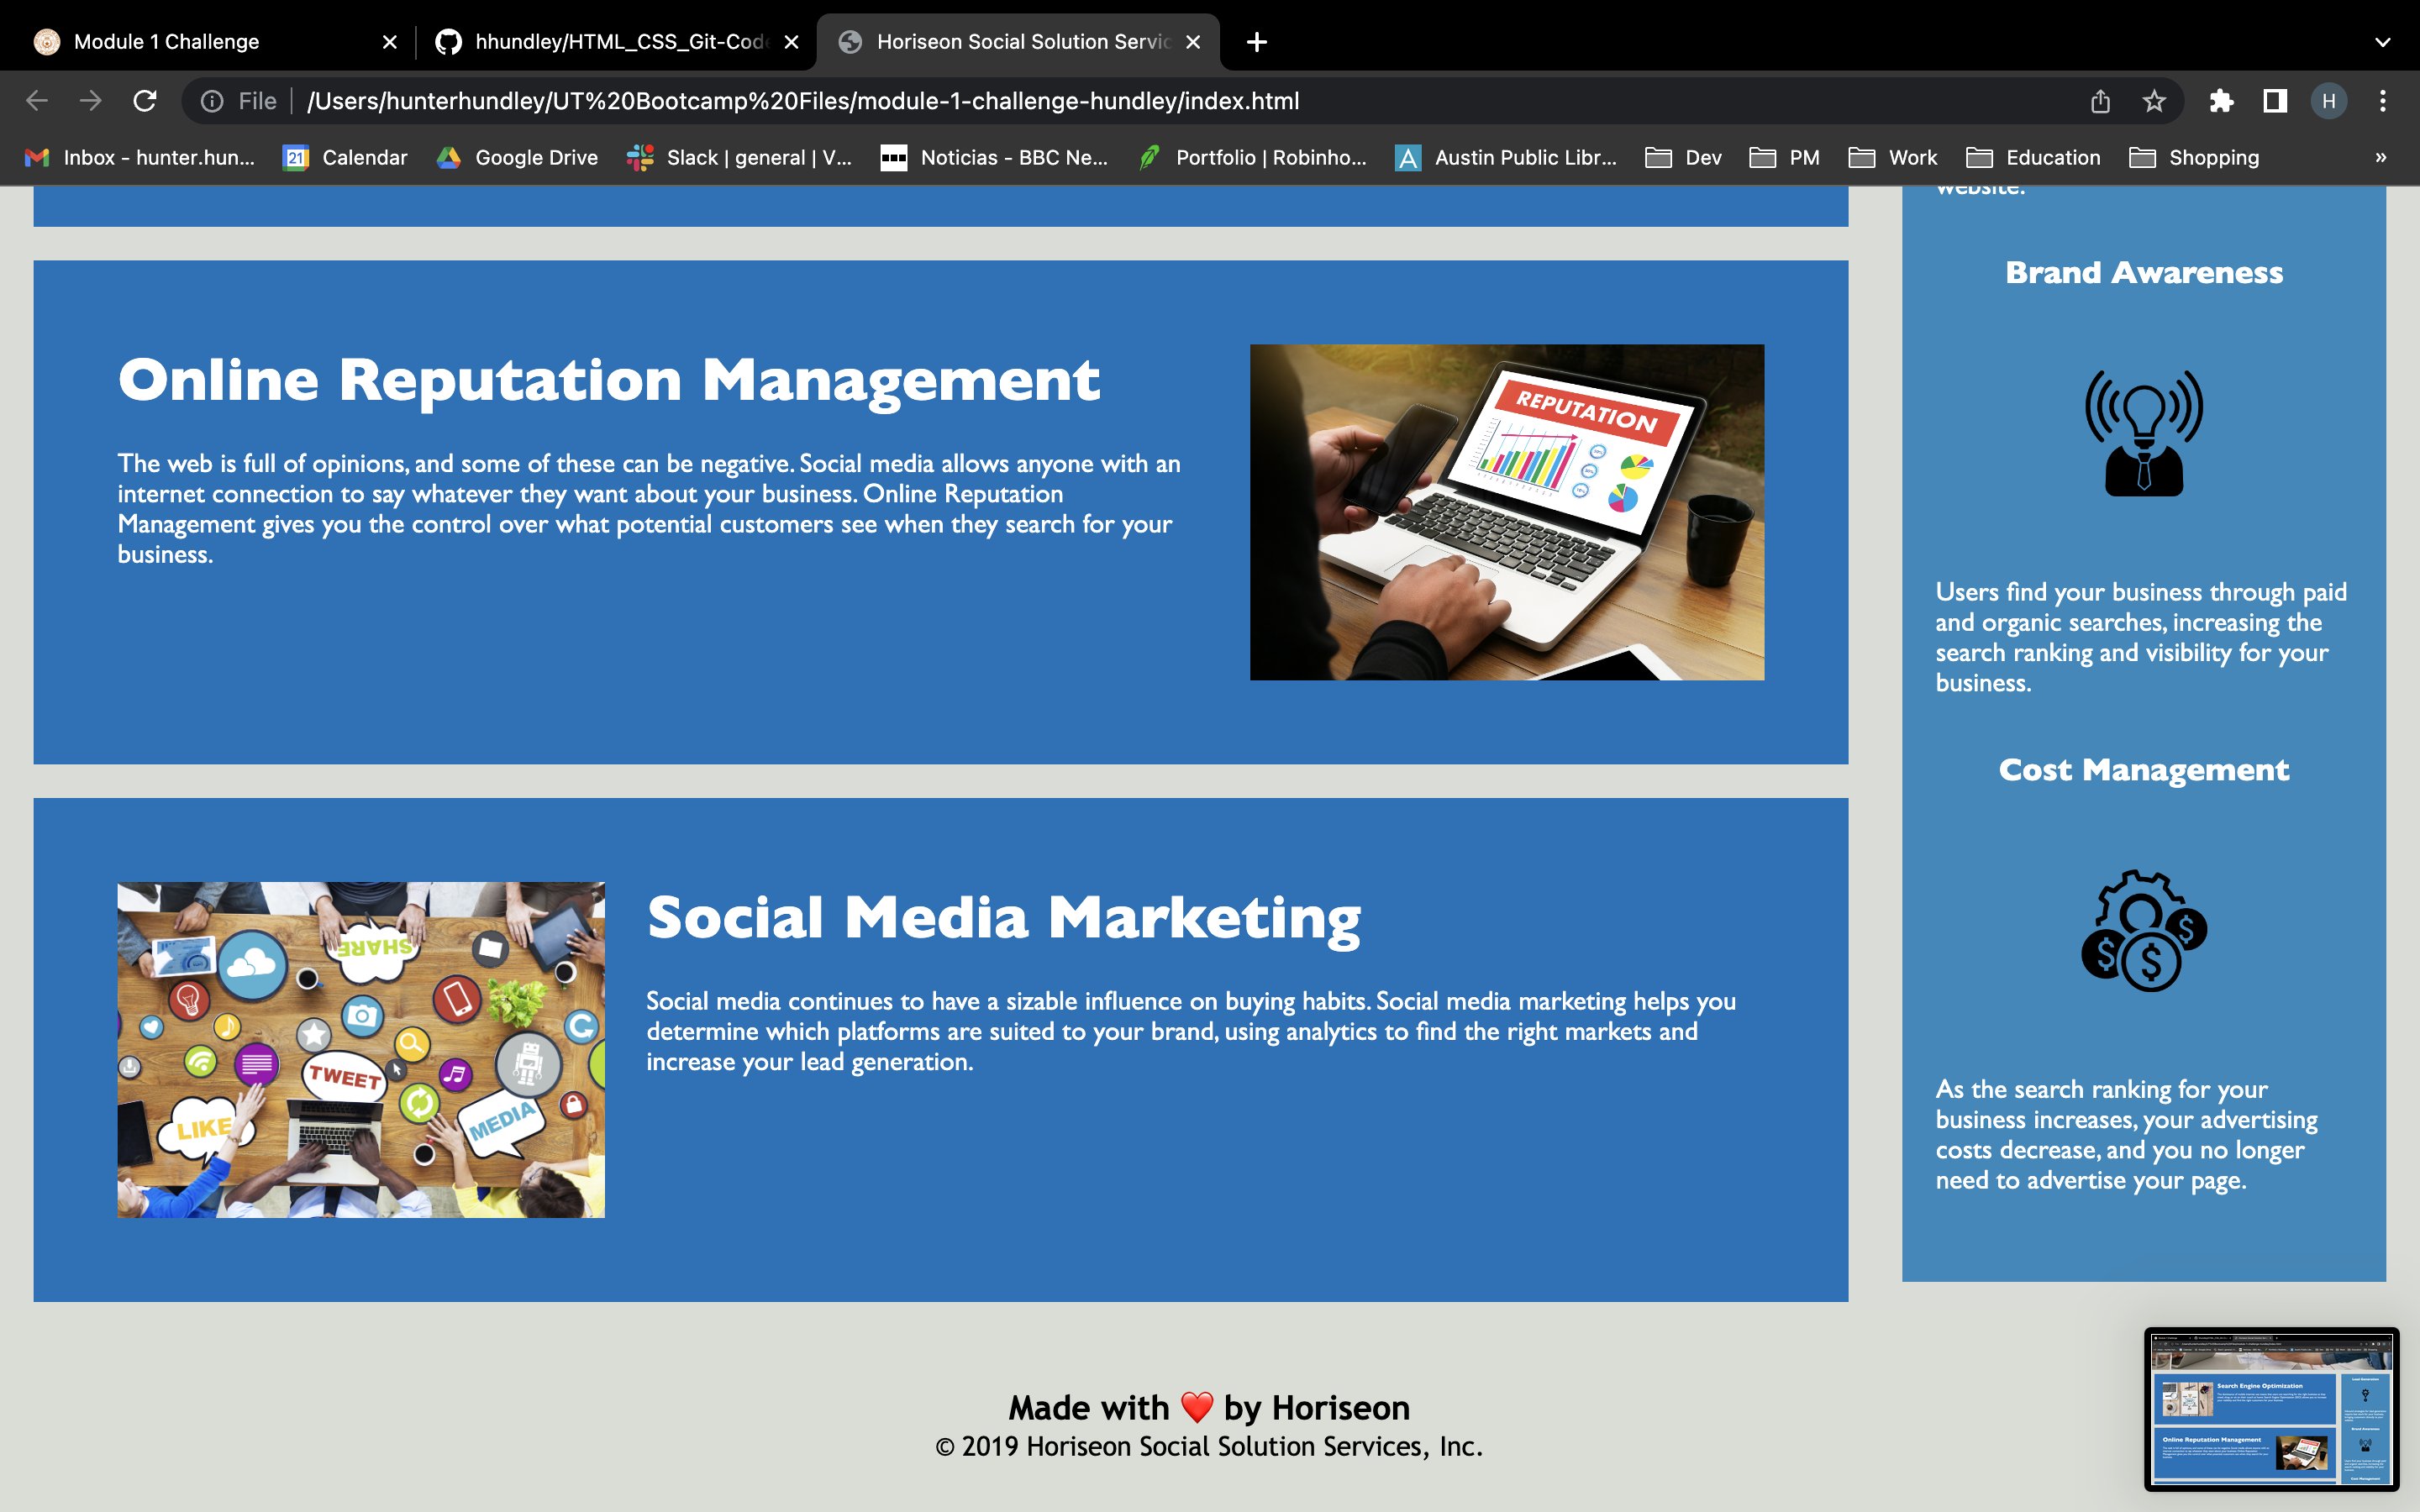 Module 1 Challenge
hhundley/HTML_CSS_Git-Code
Horiseon Social Solution Servic
File
/Users/hunterhundley/UT%20Bootcamp%20Files/module-1-challenge-hundley/index.html
H
Inbox - hunter.hun...
21
Calendar
Google Drive
Slack | general | V...
Noticias - BBC Ne...
Portfolio | Robinho...
A
Austin Public Libr...
Dev
PM
Work
Education
Shopping
»
website.
Online Reputation Management
The web is full of opinions, and some of these can be negative. Social media allows anyone with an
internet connection to say whatever they want about your business. Online Reputation
Management gives you the control over what potential customers see when they search for your
business.
REPUTATION
Social Media Marketing
Social media continues to have a sizable influence on buying habits. Social media marketing helps you
determine which platforms are suited to your brand, using analytics to find the right markets and
increase your lead generation.
SHARE
TWEET
LIKE
MEDIA
Brand Awareness
Users find your business through paid
and organic searches, increasing the
search ranking and visibility for your
business.
Cost Management
$ $ $
As the search ranking for your
business increases, your advertising
costs decrease, and you no longer
need to advertise your page.
Made with ❤️ by Horiseon
© 2019 Horiseon Social Solution Services, Inc.
Search Engine Optimization
Online Reputation Management